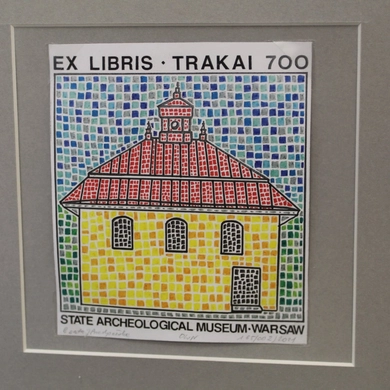 EX LIBRIS · TRAKAI 700
STATE ARCHEOLOGICAL MUSEUM · WARSAW